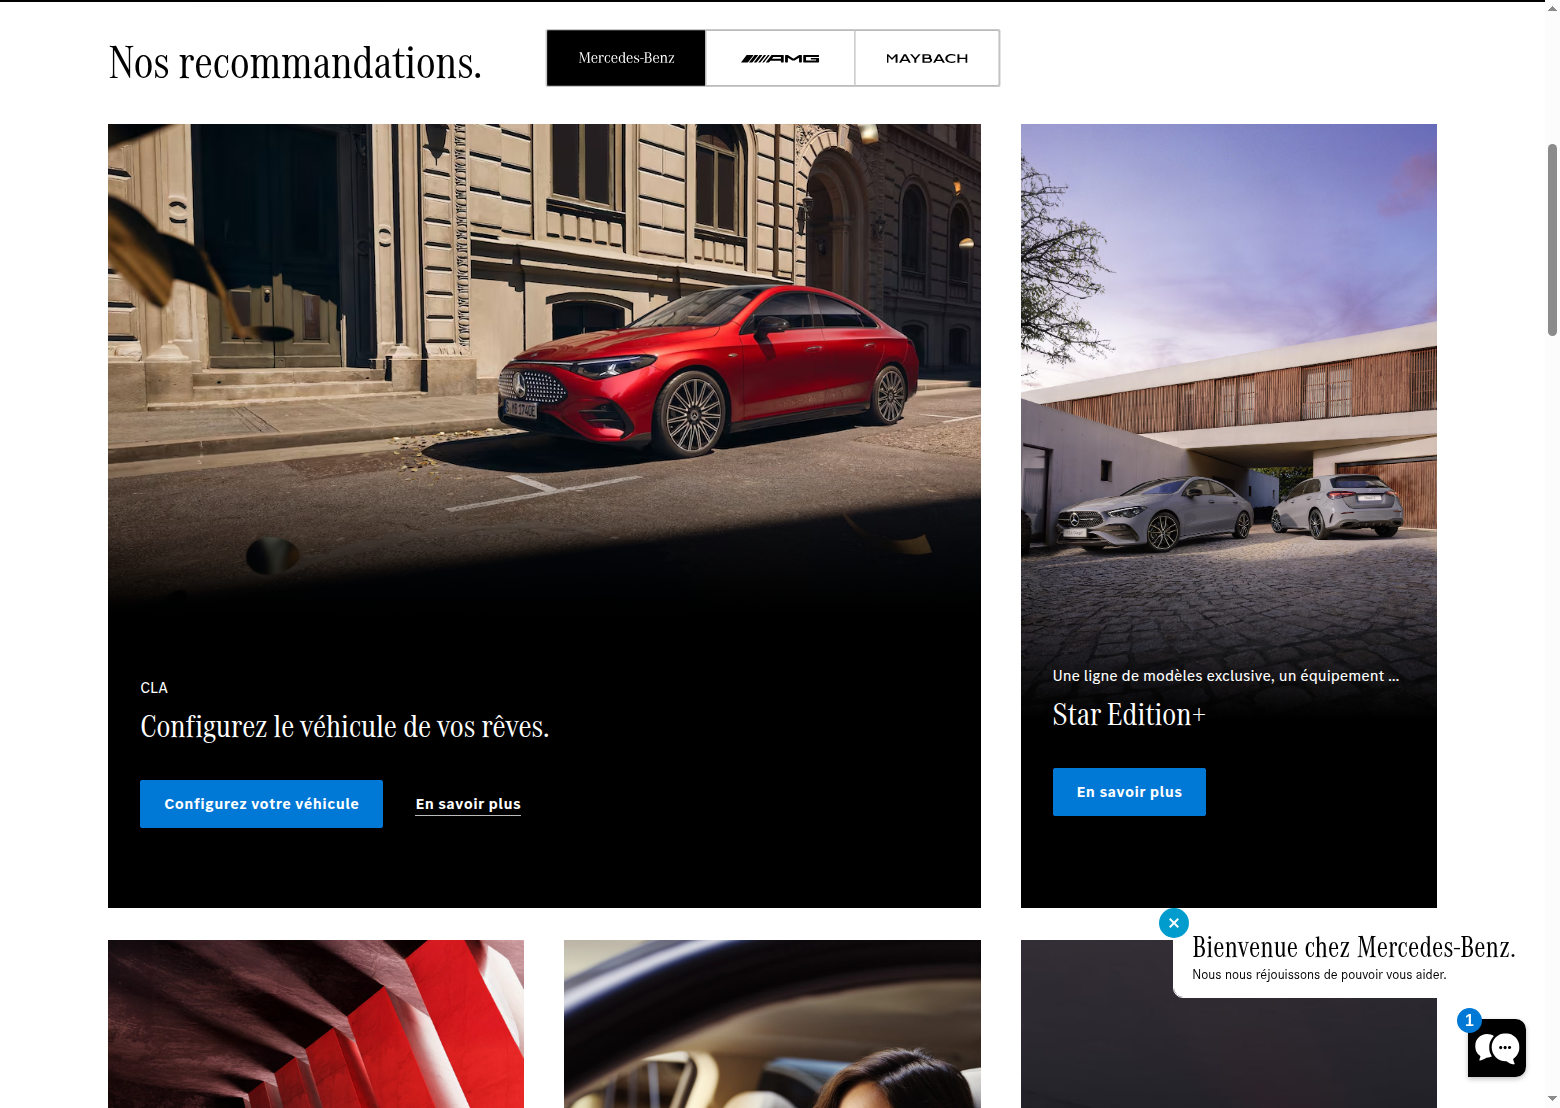 Nos recommandations.
Mercedes-Benz
AMG
MAYBACH
CLA
Configurez le véhicule de vos rêves.
Configurez votre véhicule
En savoir plus
Une ligne de modèles exclusive, un équipement ...
Star Edition+
En savoir plus
Bienvenue chez Mercedes-Benz.
Nous nous réjouissons de pouvoir vous aider.
1